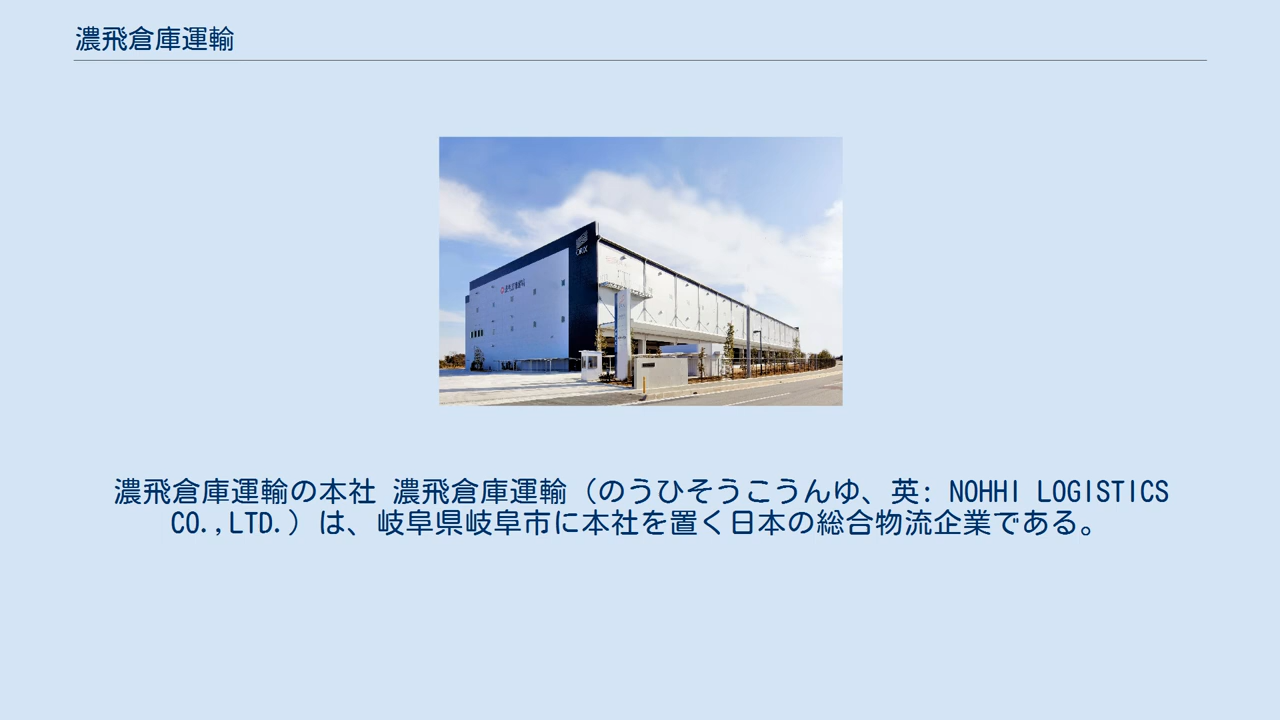 濃飛倉庫運輸
ORIX
濃飛倉庫運輸の本社 濃飛倉庫運輸（のうひそうこうんゆ、英: NOHHI LOGISTICS
CO.,LTD.）は、岐阜県岐阜市に本社を置く日本の総合物流企業である。